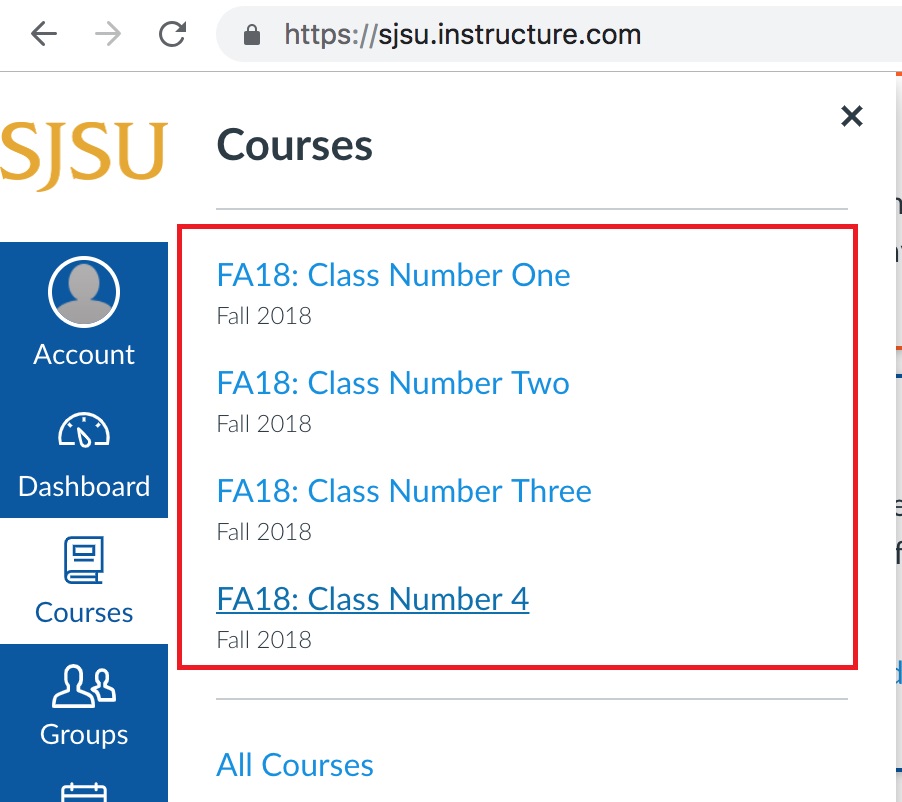 https://sjsu.instructure.com
SJSU
Courses
FA18: Class Number One
Fall 2018
FA18: Class Number Two
Fall 2018
FA18: Class Number Three
Fall 2018
FA18: Class Number 4
Fall 2018
All Courses
Account
Dashboard
Courses
Groups